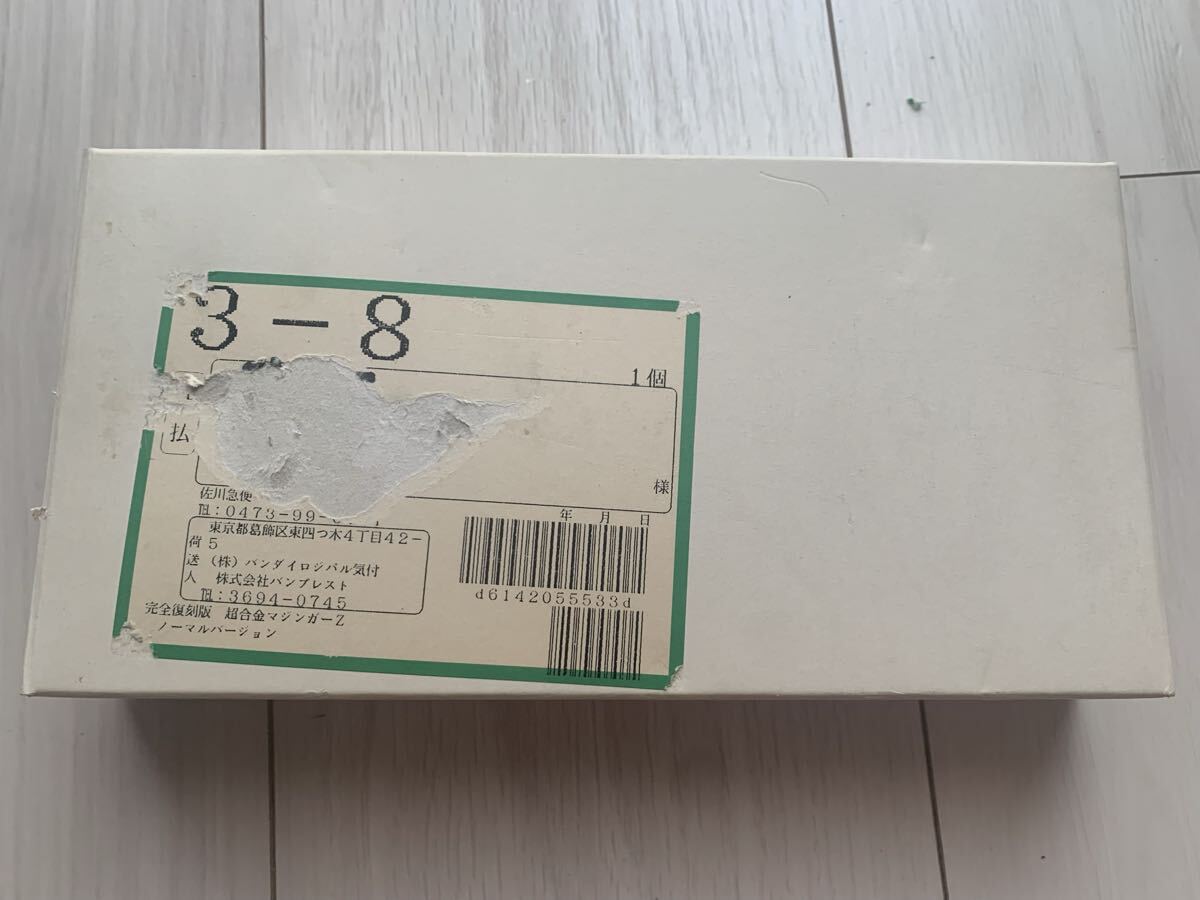 3-8
1個
払
様
佐川急便
年 月 日
℡:0473-99-
東京都葛飾区東四つ木4丁目42-
荷 5
送 (株)バンダイロジパル気付
人 株式会社バンプレスト
℡:3694-0745
d6142055533d
完全復刻版 超合金マジンガーZ
ノーマルバージョン